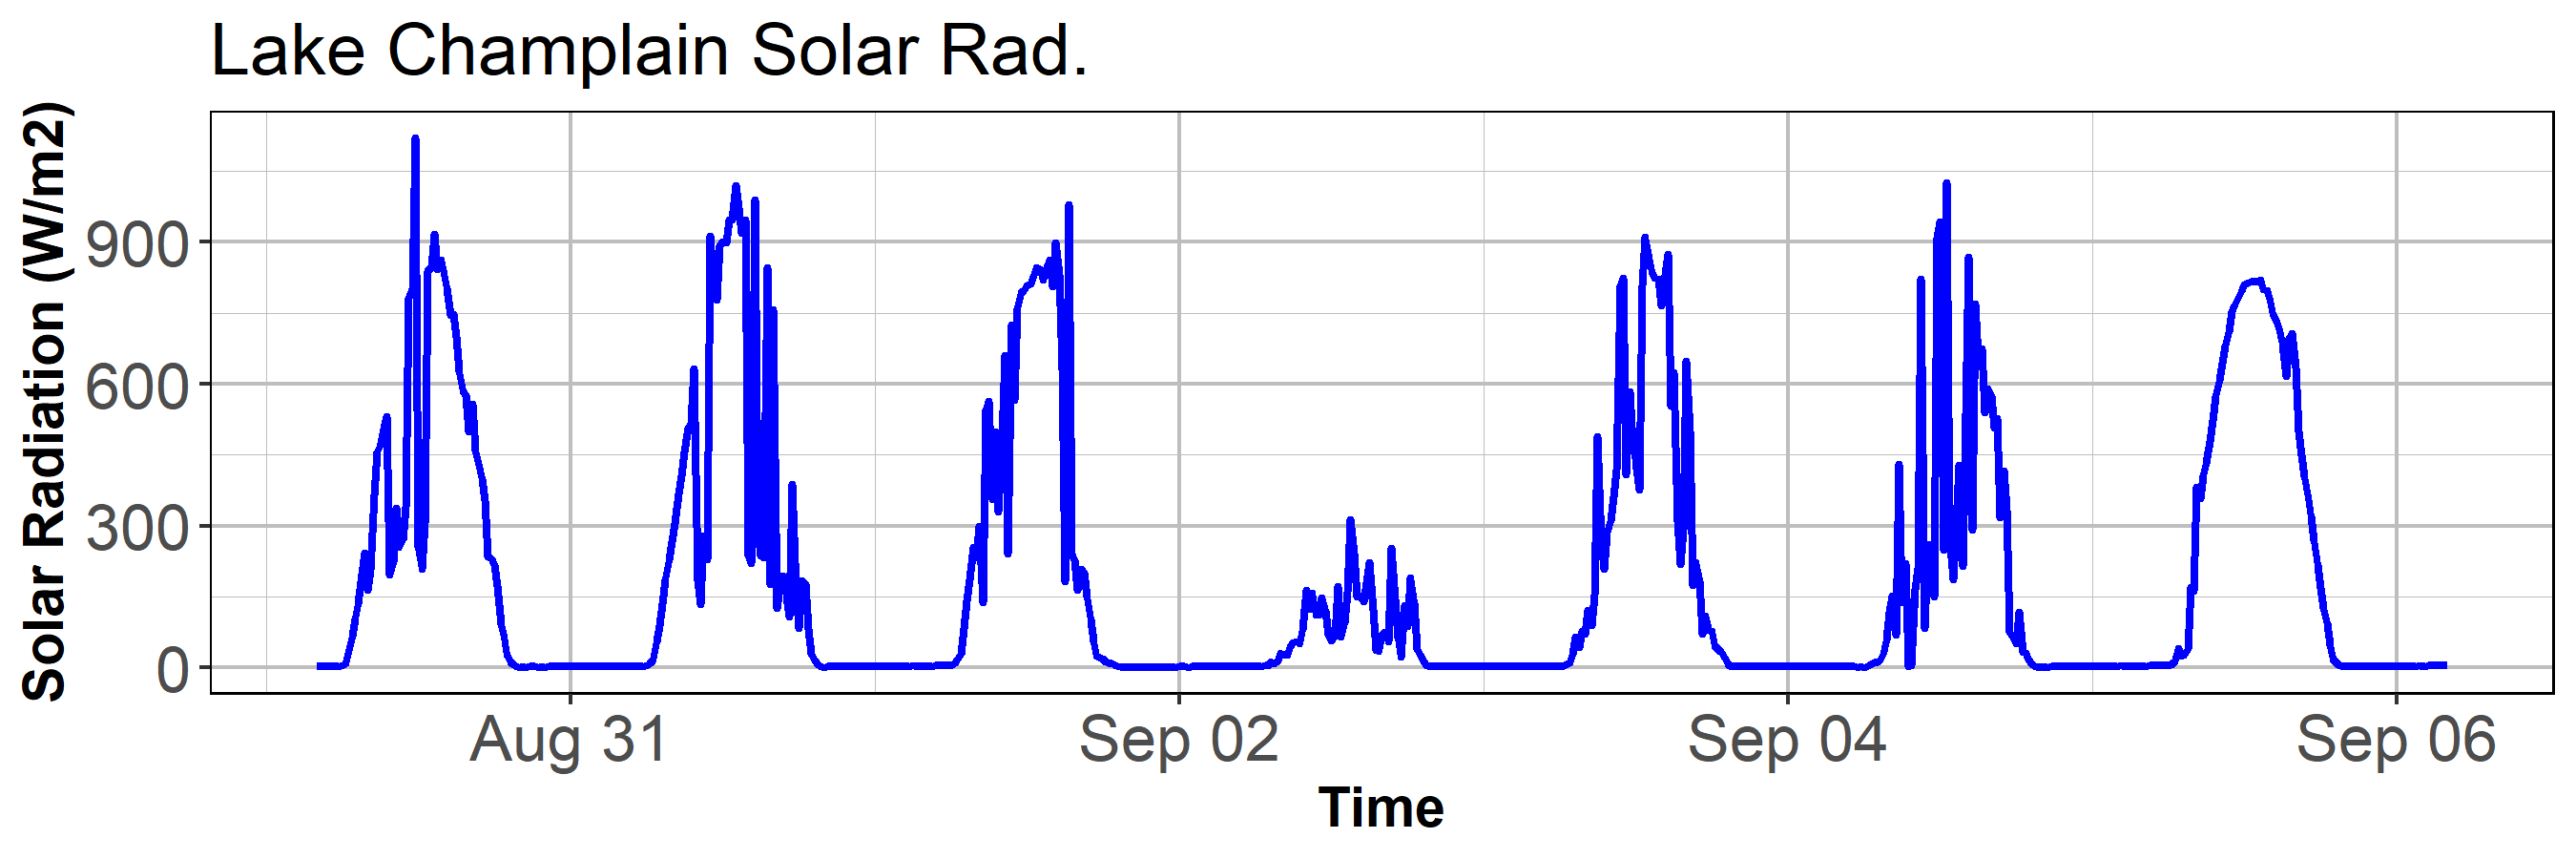 Lake Champlain Solar Rad.
Solar Radiation (W/m2)
900
600
300
0
Aug 31
Sep 02
Sep 04
Sep 06
Time